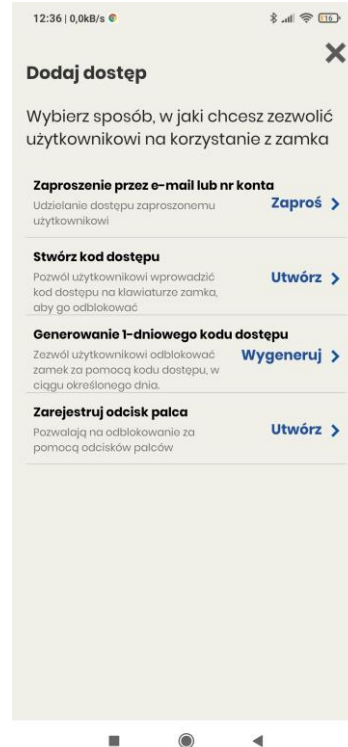 12:36 | 0,0kB/s
16
Dodaj dostęp
Wybierz sposób, w jaki chcesz zezwolić
użytkownikowi na korzystanie z zamka
Zaproszenie przez e-mail lub nr konta
Udzielanie dostępu zaproszonemu
użytkownikowi
Zaproś
Stwórz kod dostępu
Pozwól użytkownikowi wprowadzić
kod dostępu na klawiaturze zamka,
aby go odblokować
Utwórz
Generowanie 1-dniowego kodu dostępu
Zezwól użytkownikowi odblokować
zamek za pomocą kodu dostępu, w
ciągu określonego dnia.
Wygeneruj
Zarejestruj odcisk palca
Pozwalają na odblokowanie za
pomocą odcisków palców
Utwórz